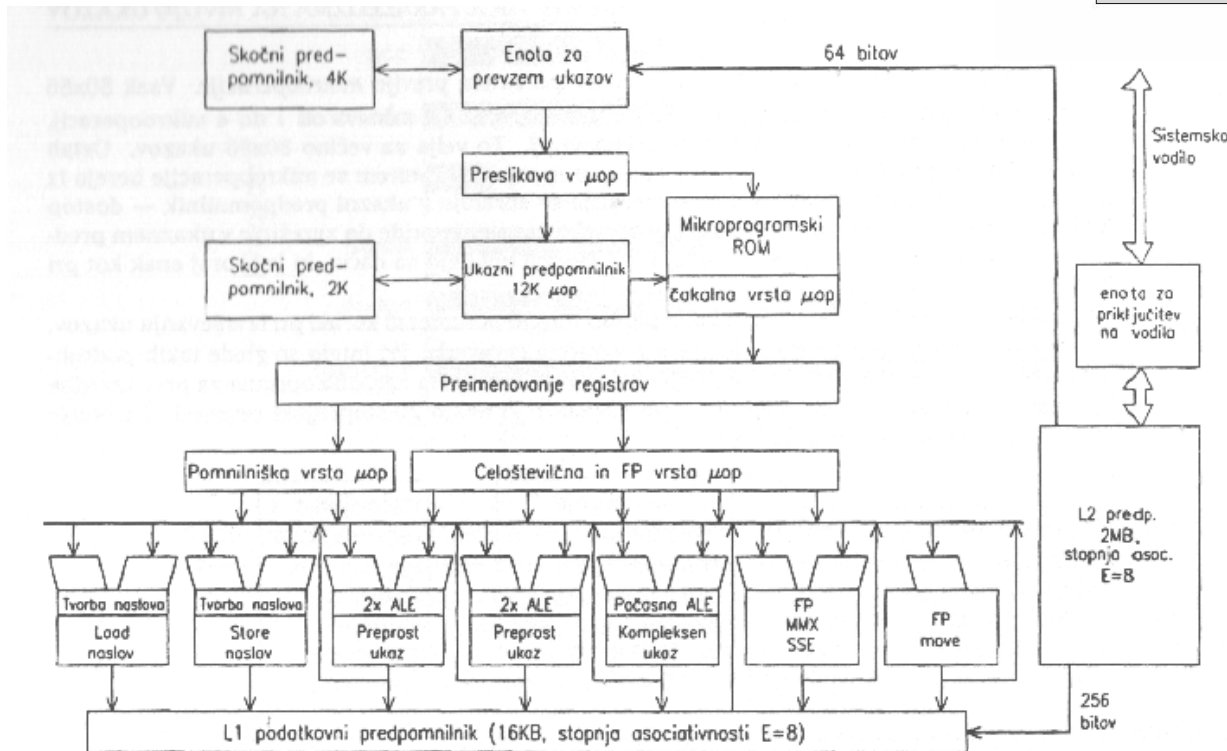 Skočni pred-
pomnilnik, 4K
Enota za
prevzem ukazov
64 bitov
Sistemsko
vodilo
Preslikava v μop
Mikroprogramski
ROM
čakalna vrsta μop
Skočni pred-
pomnilnik, 2K
Ukazni predpomnilnik
12K μop
enota za
priključitev
na vodila
Preimenovanje registrov
Pomnilniška vrsta μop
Celoštevilčna in FP vrsta μop
L2 predp.
2MB,
stopnja asoc.
E=8
Tvorba naslova
Load
naslov
Tvorba naslova
Store
naslov
2x ALE
Preprost
ukaz
2x ALE
Preprost
ukaz
Počasna ALE
Kompleksen
ukaz
FP
MMX
SSE
FP
move
256
bitov
L1 podatkovni predpomnilnik (16KB, stopnja asociativnosti E=8)